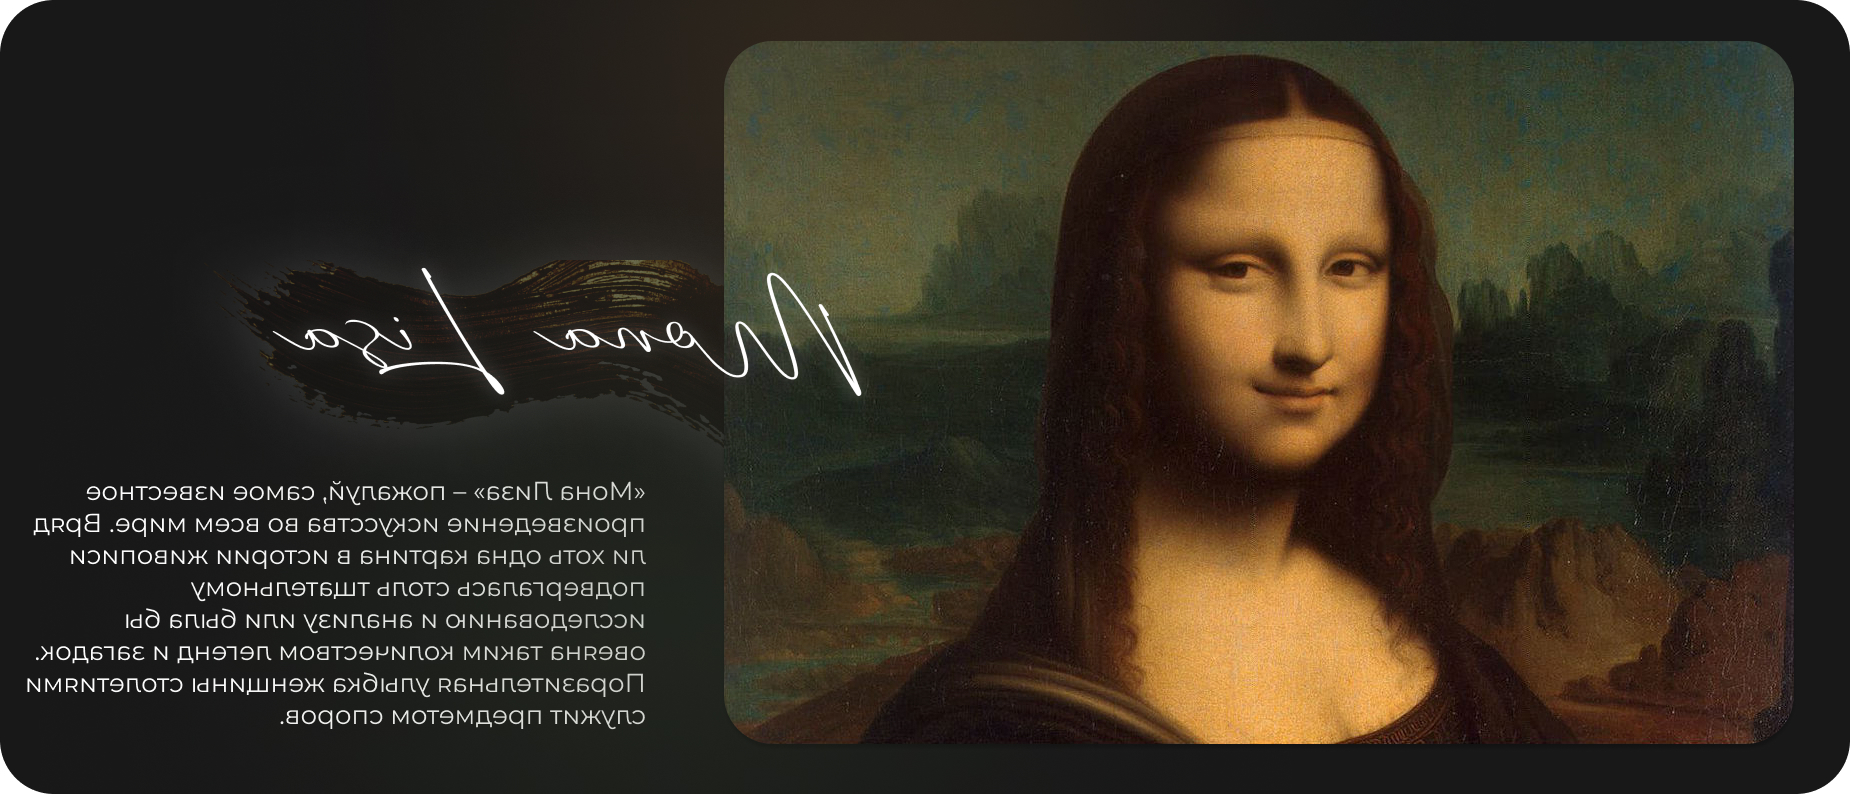 Mona Lisa
«Мона Лиза» – пожалуй, самое известное
произведение искусства во всем мире. Вряд
ли хоть одна картина в истории живописи
подвергалась столь тщательному
исследованию и анализу или была бы
овеяна таким количеством легенд и загадок.
Поразительная улыбка женщины столетиями
служит предметом споров.